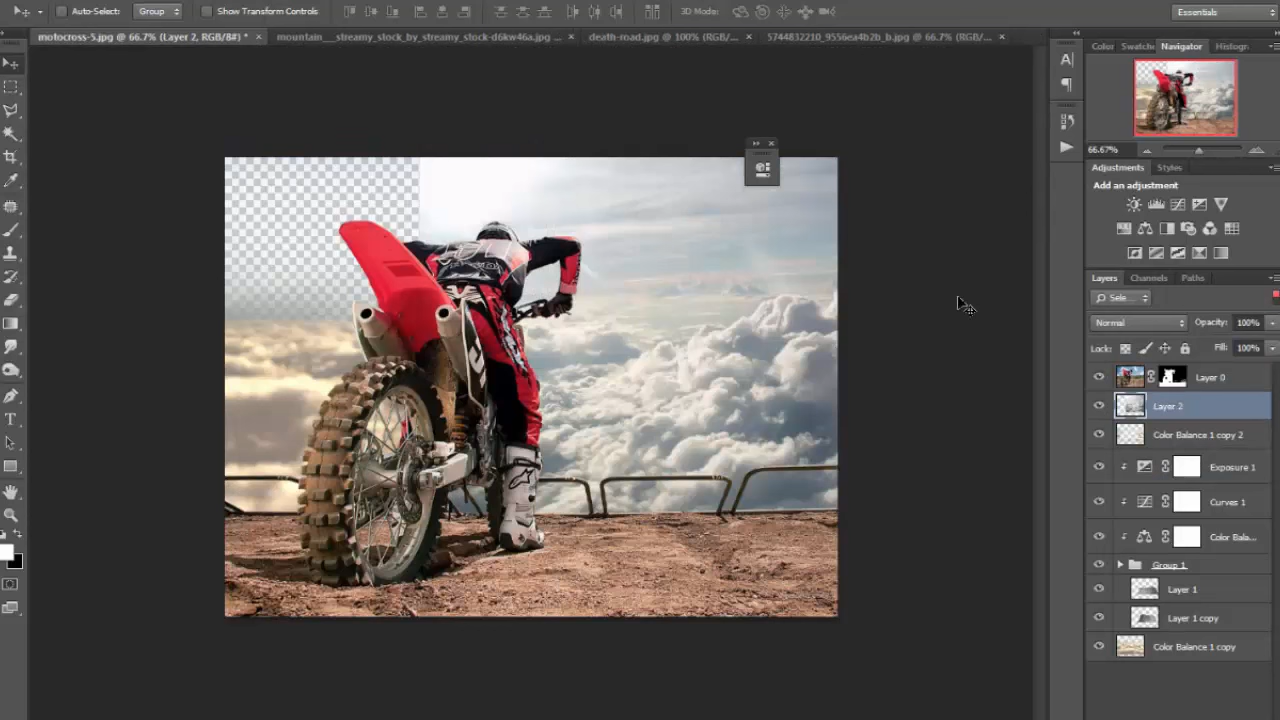 Auto-Select: Group Show Transform Controls 3D Mode: Essentials
motocross-5.jpg @ 66.7% (Layer 2, RGB/8#) * × mountain__streamy_stock_by_streamy_stock-d6kw46a.jpg ... × death-road.jpg @ 100% (RGB/... × 5744832210_9556ea4b2b_b.jpg @ 66.7% (RGB/... ×
Color Swatche Navigator Histogr
66.67%
Adjustments Styles
Add an adjustment
Layers Channels Paths
Sele...
Normal Opacity: 100%
Lock: Fill: 100%
Layer 0
Layer 2
Color Balance 1 copy 2
Exposure 1
Curves 1
Color Bala...
Group 1
Layer 1
Layer 1 copy
Color Balance 1 copy